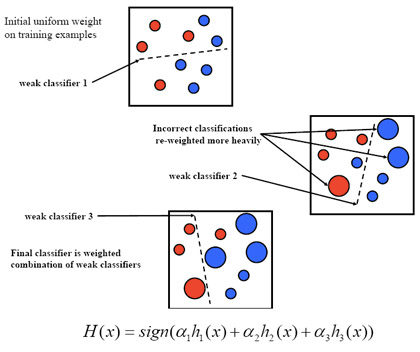 Initial uniform weight
on training examples
weak classifier 1
Incorrect classifications
re-weighted more heavily
weak classifier 2
weak classifier 3
Final classifier is weighted
combination of weak classifiers
H(x) = sign(α₁h₁(x) + α₂h₂(x) + α₃h₃(x))